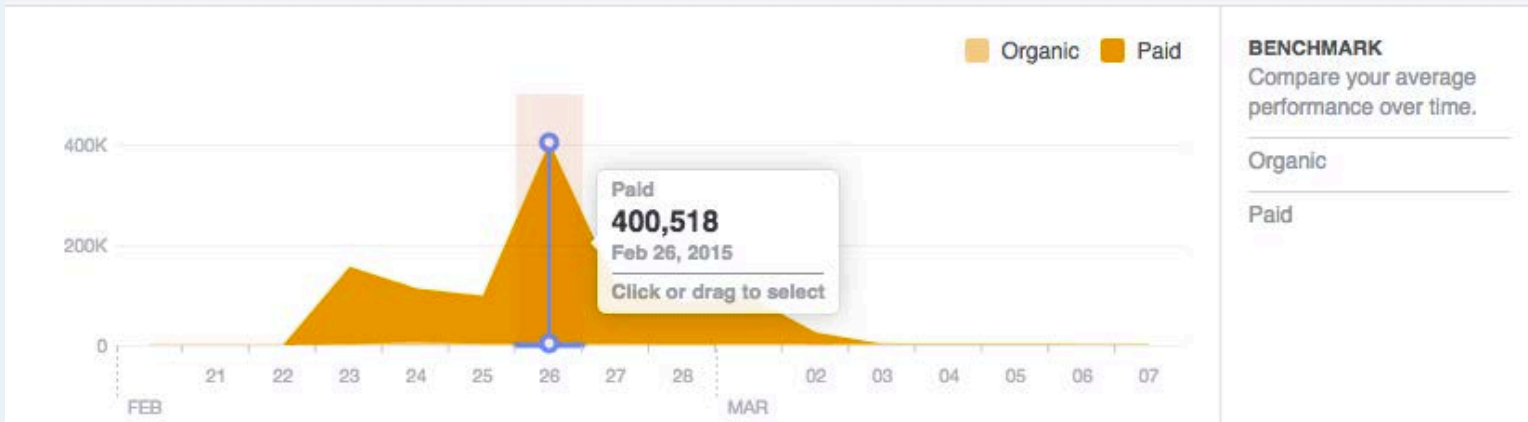 Organic Paid
BENCHMARK
Compare your average
performance over time.
Organic
Paid
400K
200K
0
Paid
400,518
Feb 26, 2015
Click or drag to select
21 22 23 24 25 26 27 28 02 03 04 05 06 07
FEB MAR